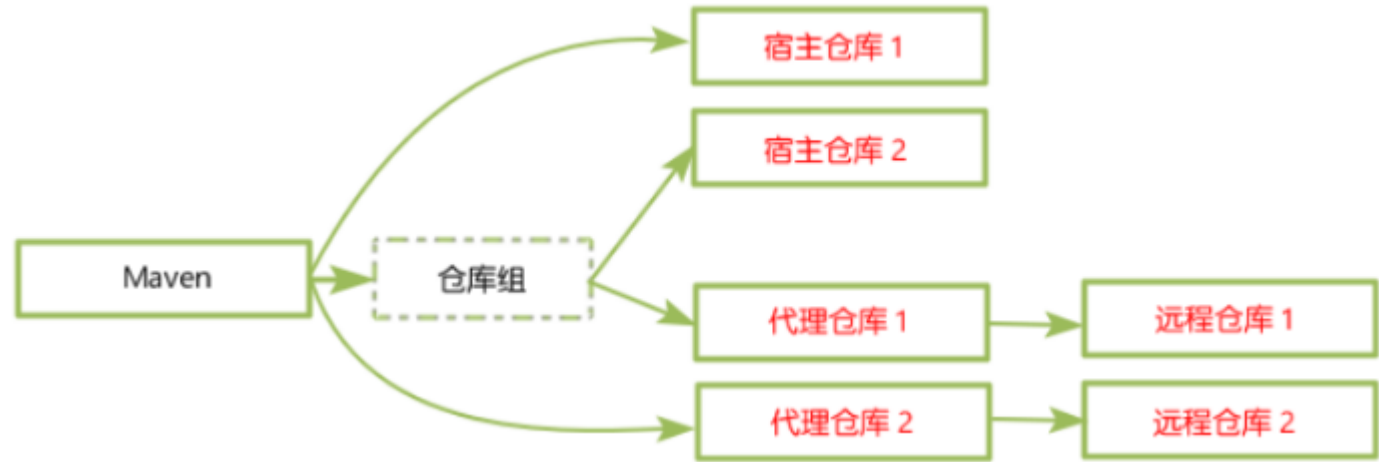 宿主仓库 1
宿主仓库 2
Maven
仓库组
代理仓库 1
远程仓库 1
代理仓库 2
远程仓库 2